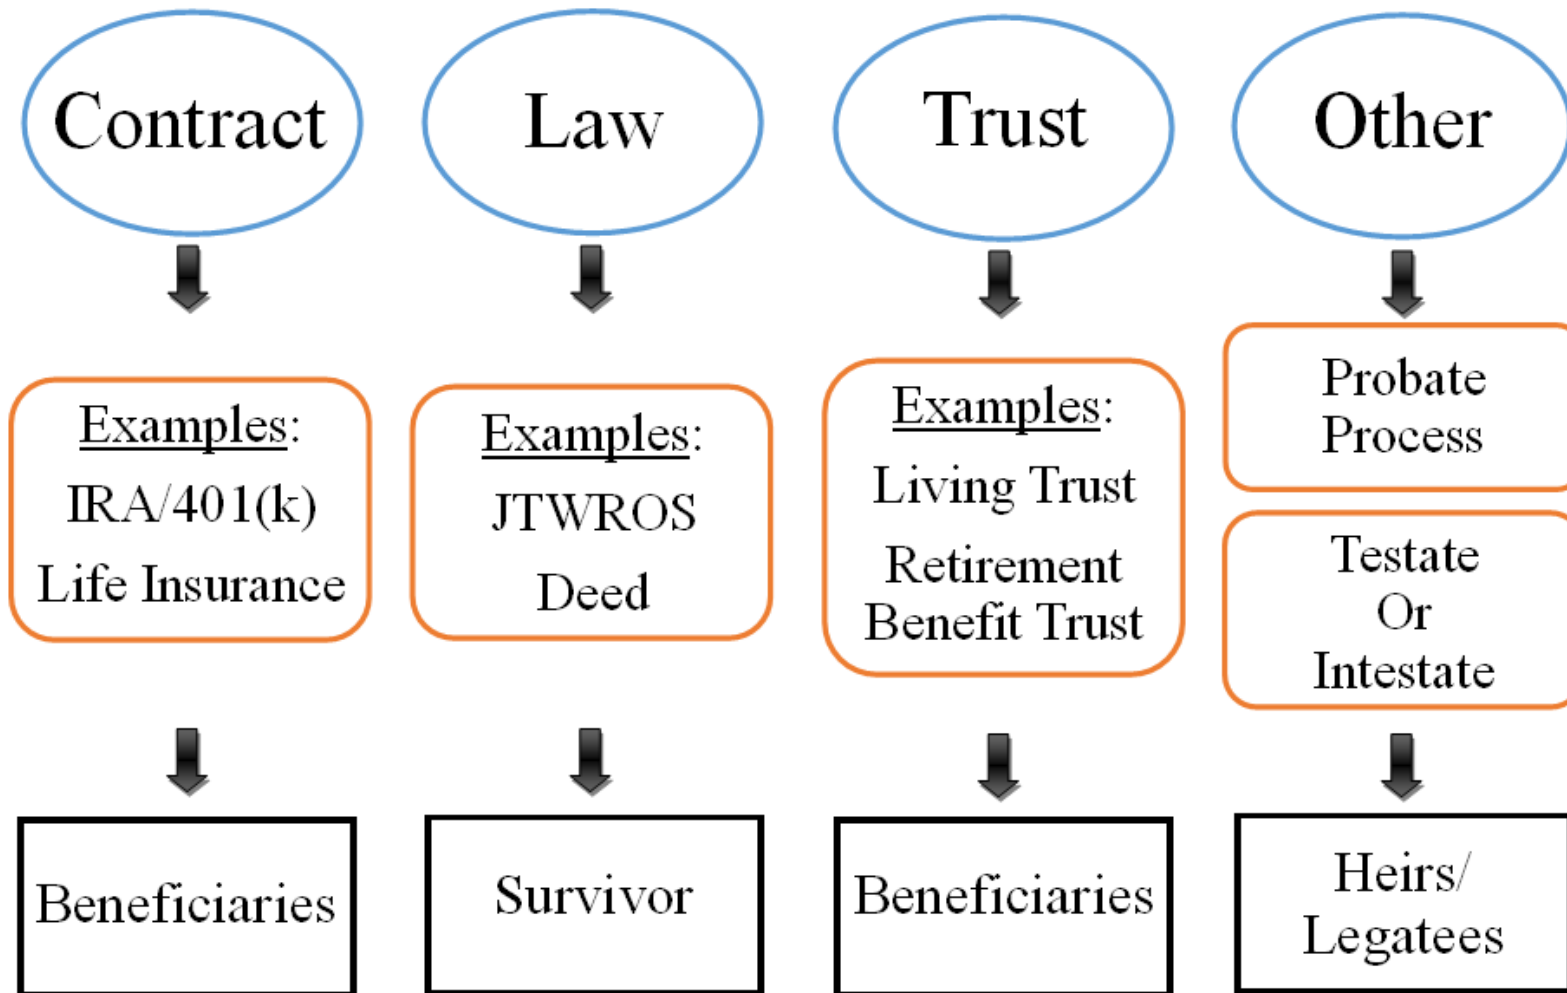 Contract
Law
Trust
Other
Examples:
IRA/401(k)
Life Insurance
Examples:
JTWROS
Deed
Examples:
Living Trust
Retirement
Benefit Trust
Probate
Process
Testate
Or
Intestate
Beneficiaries
Survivor
Beneficiaries
Heirs/
Legatees